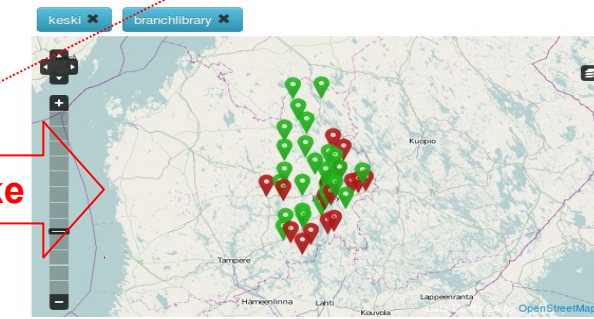 keski ✖ branchlibrary ✖
Kuopio
ke
Tampere
Hämeenlinna
Lahti
Kouvola
Lappeenranta
OpenStreetMap